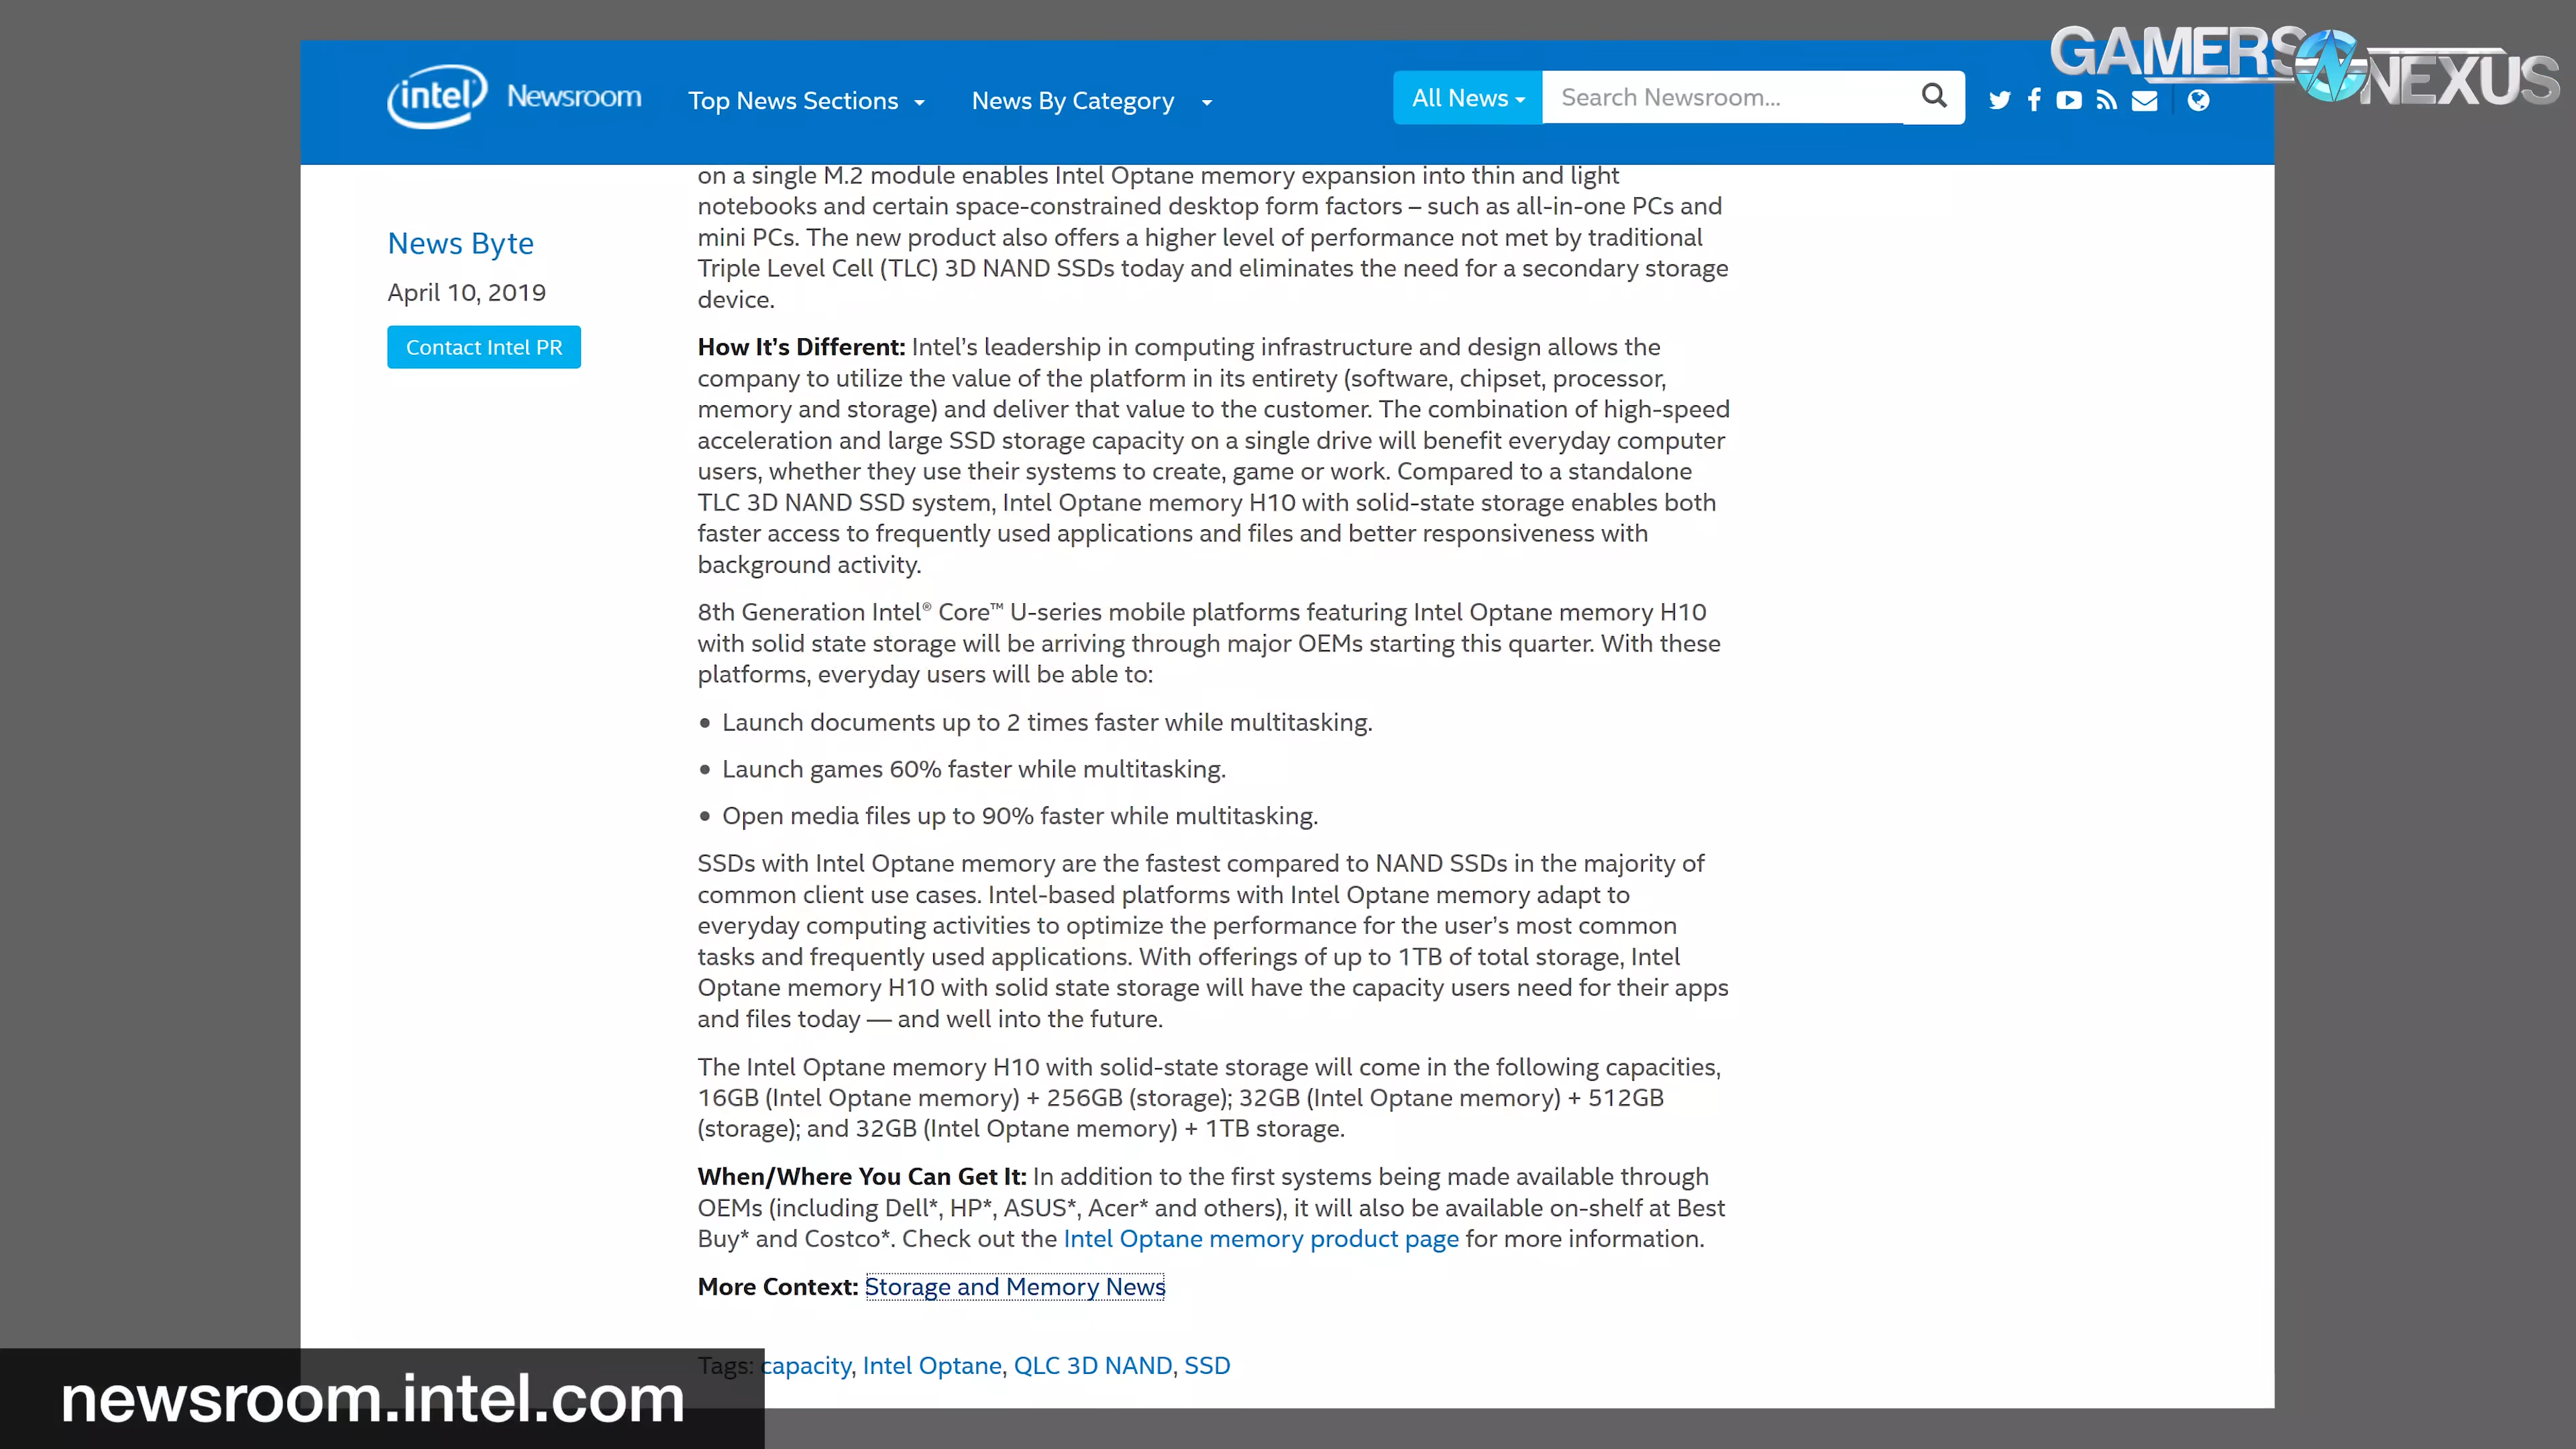 GAMERS NEXUS
intel Newsroom
Top News Sections
News By Category
All News
Search Newsroom...
News Byte
April 10, 2019
Contact Intel PR
on a single M.2 module enables Intel Optane memory expansion into thin and light
notebooks and certain space-constrained desktop form factors – such as all-in-one PCs and
mini PCs. The new product also offers a higher level of performance not met by traditional
Triple Level Cell (TLC) 3D NAND SSDs today and eliminates the need for a secondary storage
device.
How It’s Different: Intel’s leadership in computing infrastructure and design allows the
company to utilize the value of the platform in its entirety (software, chipset, processor,
memory and storage) and deliver that value to the customer. The combination of high-speed
acceleration and large SSD storage capacity on a single drive will benefit everyday computer
users, whether they use their systems to create, game or work. Compared to a standalone
TLC 3D NAND SSD system, Intel Optane memory H10 with solid-state storage enables both
faster access to frequently used applications and files and better responsiveness with
background activity.
8th Generation Intel® Core™ U-series mobile platforms featuring Intel Optane memory H10
with solid state storage will be arriving through major OEMs starting this quarter. With these
platforms, everyday users will be able to:
• Launch documents up to 2 times faster while multitasking.
• Launch games 60% faster while multitasking.
• Open media files up to 90% faster while multitasking.
SSDs with Intel Optane memory are the fastest compared to NAND SSDs in the majority of
common client use cases. Intel-based platforms with Intel Optane memory adapt to
everyday computing activities to optimize the performance for the user’s most common
tasks and frequently used applications. With offerings of up to 1TB of total storage, Intel
Optane memory H10 with solid state storage will have the capacity users need for their apps
and files today — and well into the future.
The Intel Optane memory H10 with solid-state storage will come in the following capacities,
16GB (Intel Optane memory) + 256GB (storage); 32GB (Intel Optane memory) + 512GB
(storage); and 32GB (Intel Optane memory) + 1TB storage.
When/Where You Can Get It: In addition to the first systems being made available through
OEMs (including Dell*, HP*, ASUS*, Acer* and others), it will also be available on-shelf at Best
Buy* and Costco*. Check out the Intel Optane memory product page for more information.
More Context: Storage and Memory News
Tags: capacity, Intel Optane, QLC 3D NAND, SSD
newsroom.intel.com